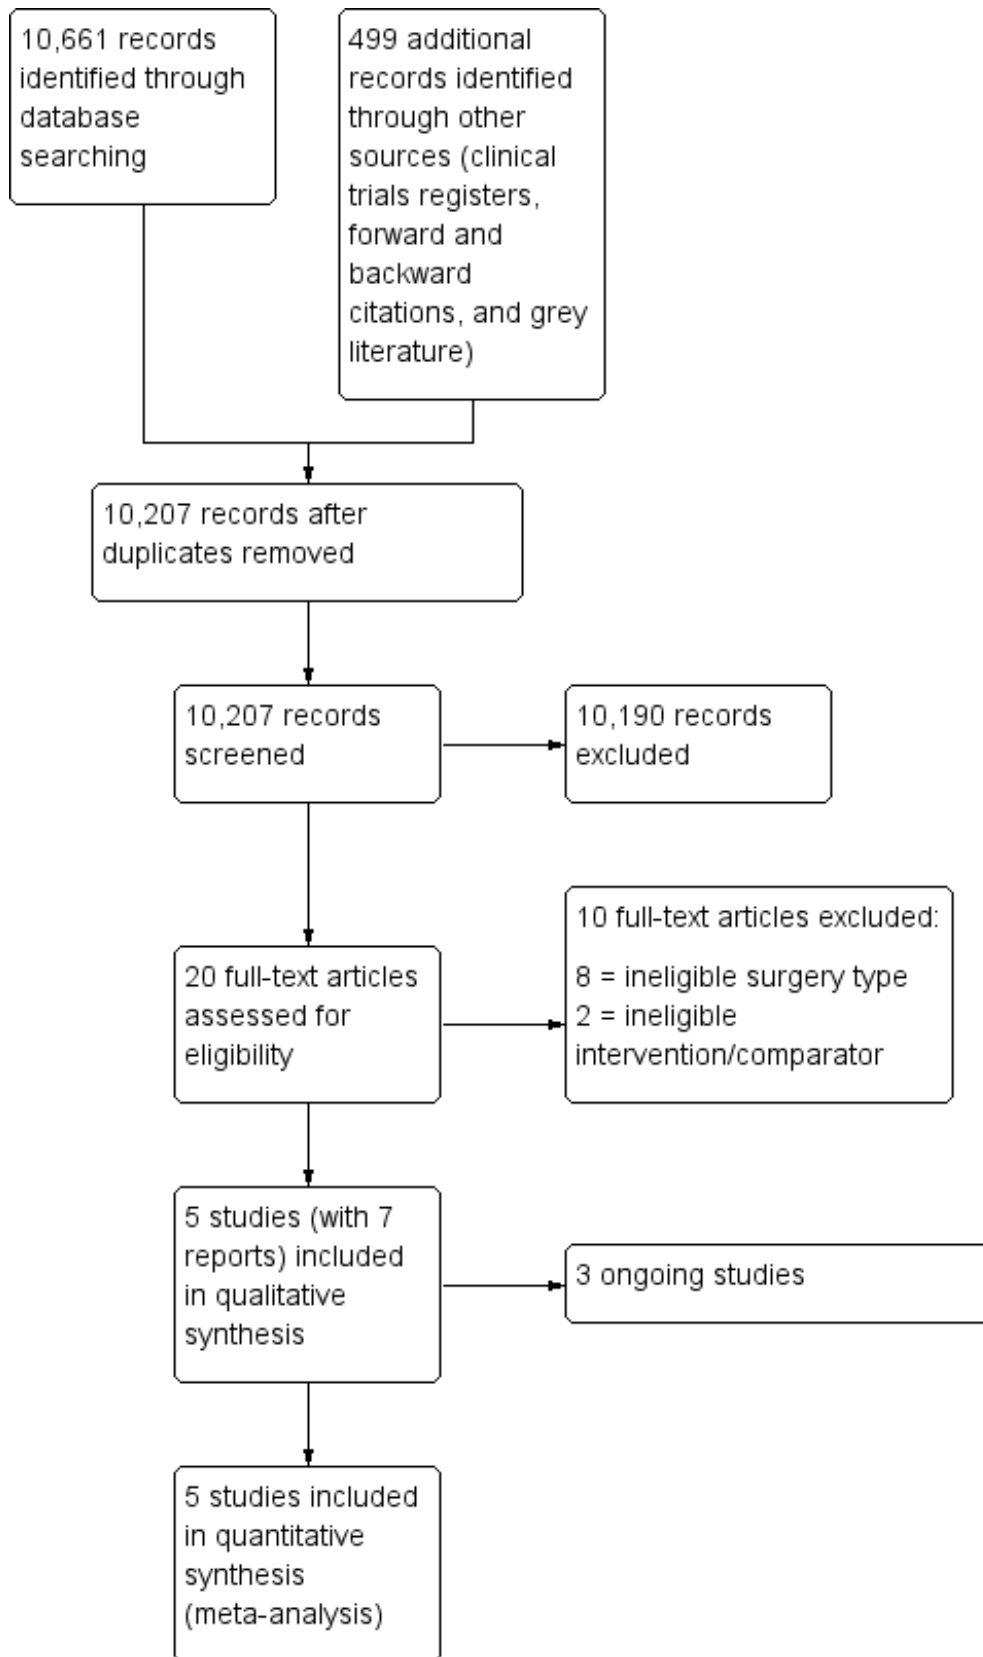 10,661 records
identified through
database
searching
499 additional
records identified
through other
sources (clinical
trials registers,
forward and
backward
citations, and grey
literature)
10,207 records after
duplicates removed
10,207 records
screened
10,190 records
excluded
20 full-text articles
assessed for
eligibility
10 full-text articles excluded:
8 = ineligible surgery type
2 = ineligible
intervention/comparator
5 studies (with 7
reports) included
in qualitative
synthesis
3 ongoing studies
5 studies included
in quantitative
synthesis
(meta-analysis)